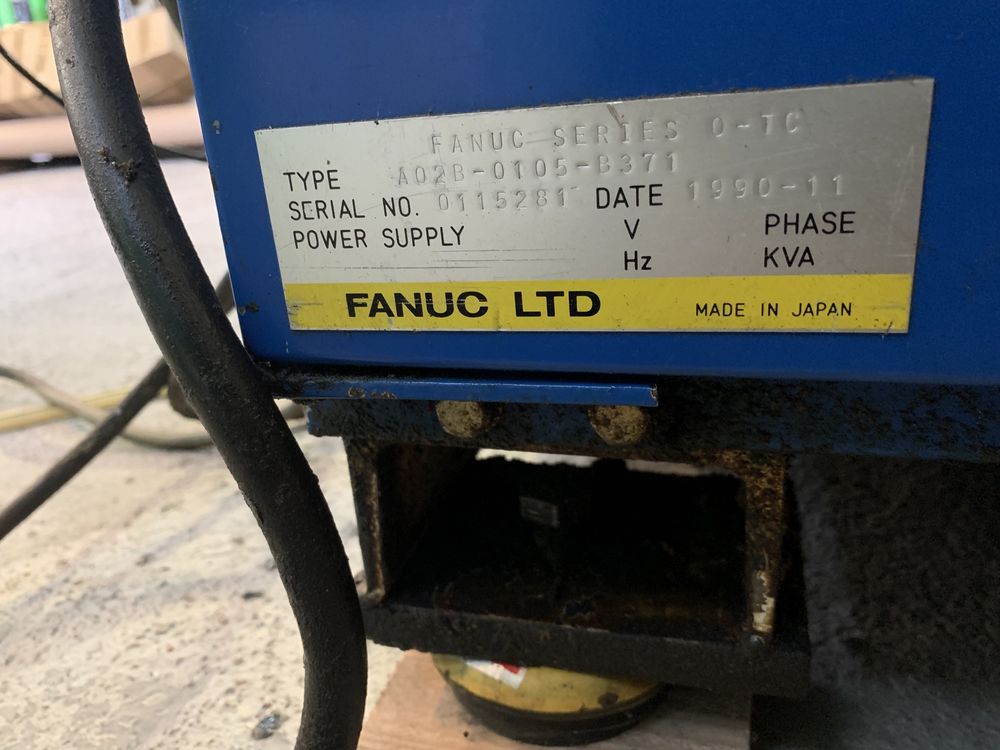 FANUC SERIES 0-TC
TYPE A02B-0105-B371
SERIAL NO. 0115281 DATE 1990-11
POWER SUPPLY V PHASE
Hz KVA
FANUC LTD MADE IN JAPAN